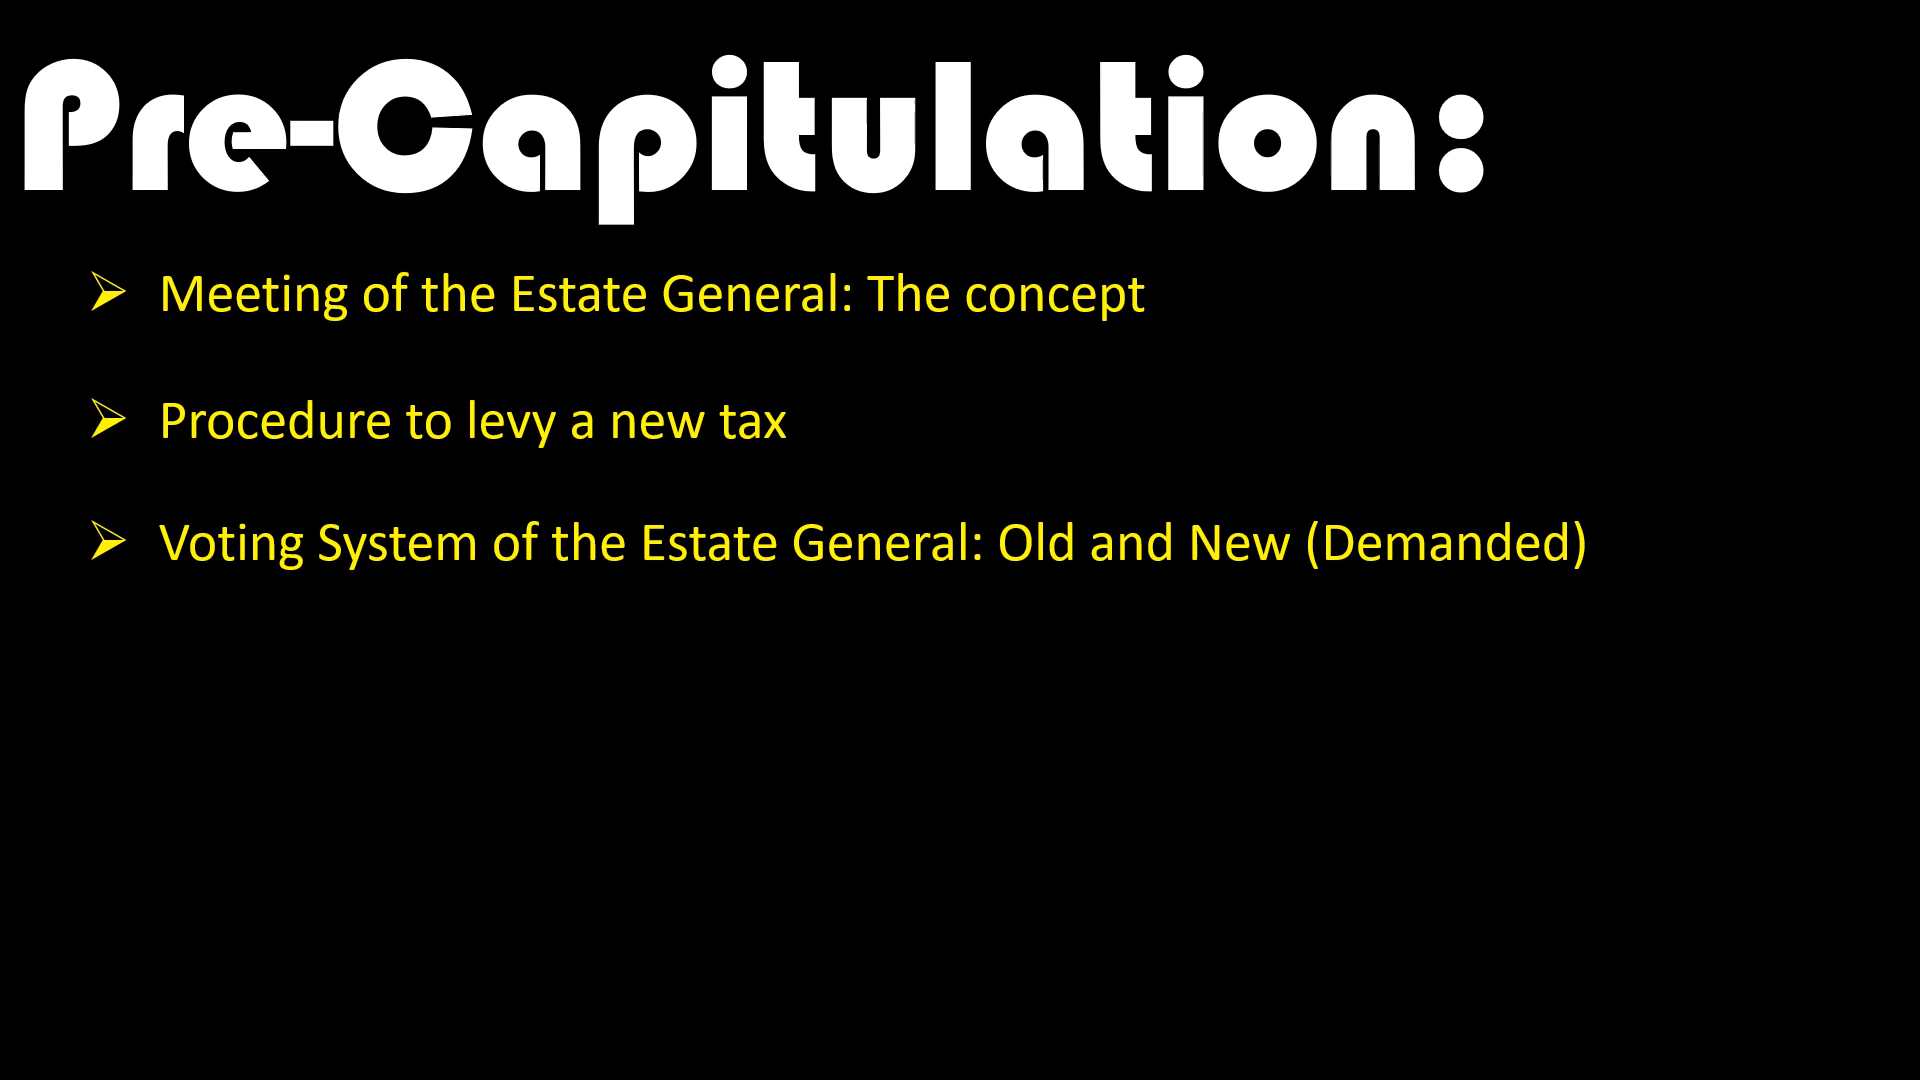 Pre-Capitulation:
➢ Meeting of the Estate General: The concept
➢ Procedure to levy a new tax
➢ Voting System of the Estate General: Old and New (Demanded)